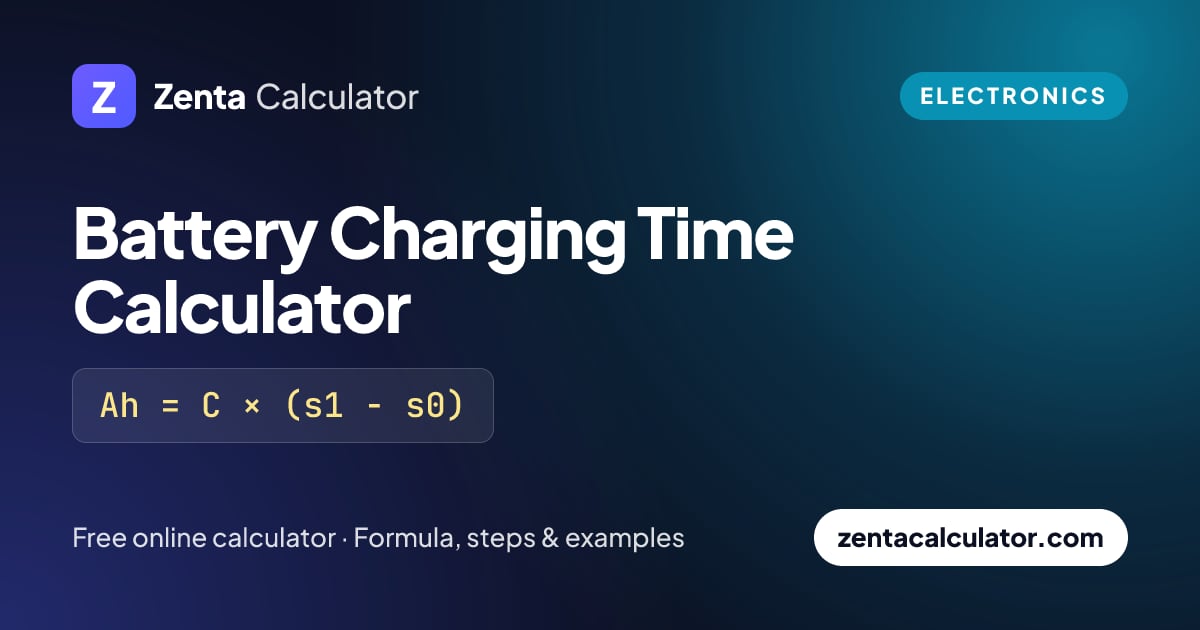 Z
Zenta Calculator
ELECTRONICS
Battery Charging Time
Calculator
Ah = C × (s1 - s0)
Free online calculator · Formula, steps & examples
zentacalculator.com